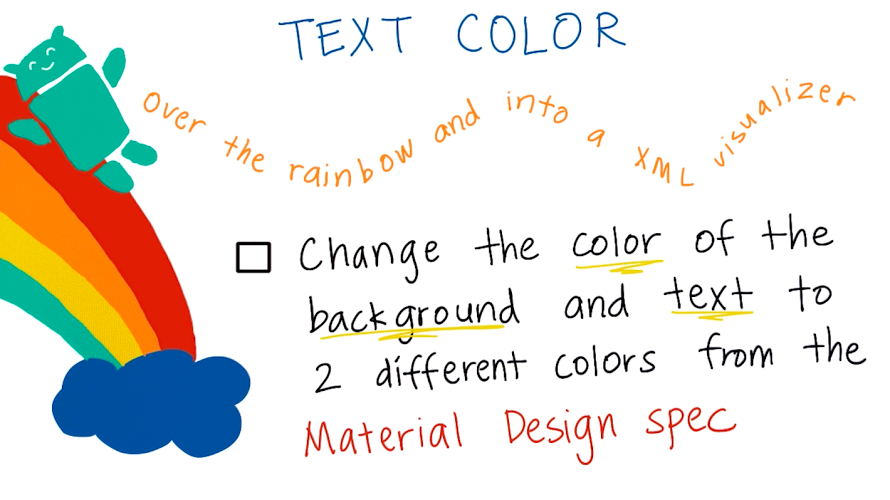 TEXT COLOR
over the rainbow and into a XML visualizer
Change the color of the
background and text to
2 different colors from the
Material Design spec